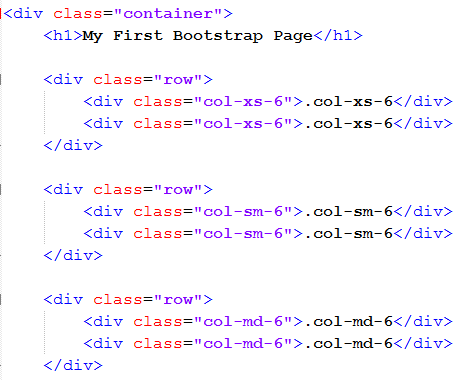 <div class="container">
<h1>My First Bootstrap Page</h1>
<div class="row">
<div class="col-xs-6">.col-xs-6</div>
<div class="col-xs-6">.col-xs-6</div>
</div>
<div class="row">
<div class="col-sm-6">.col-sm-6</div>
<div class="col-sm-6">.col-sm-6</div>
</div>
<div class="row">
<div class="col-md-6">.col-md-6</div>
<div class="col-md-6">.col-md-6</div>
</div>